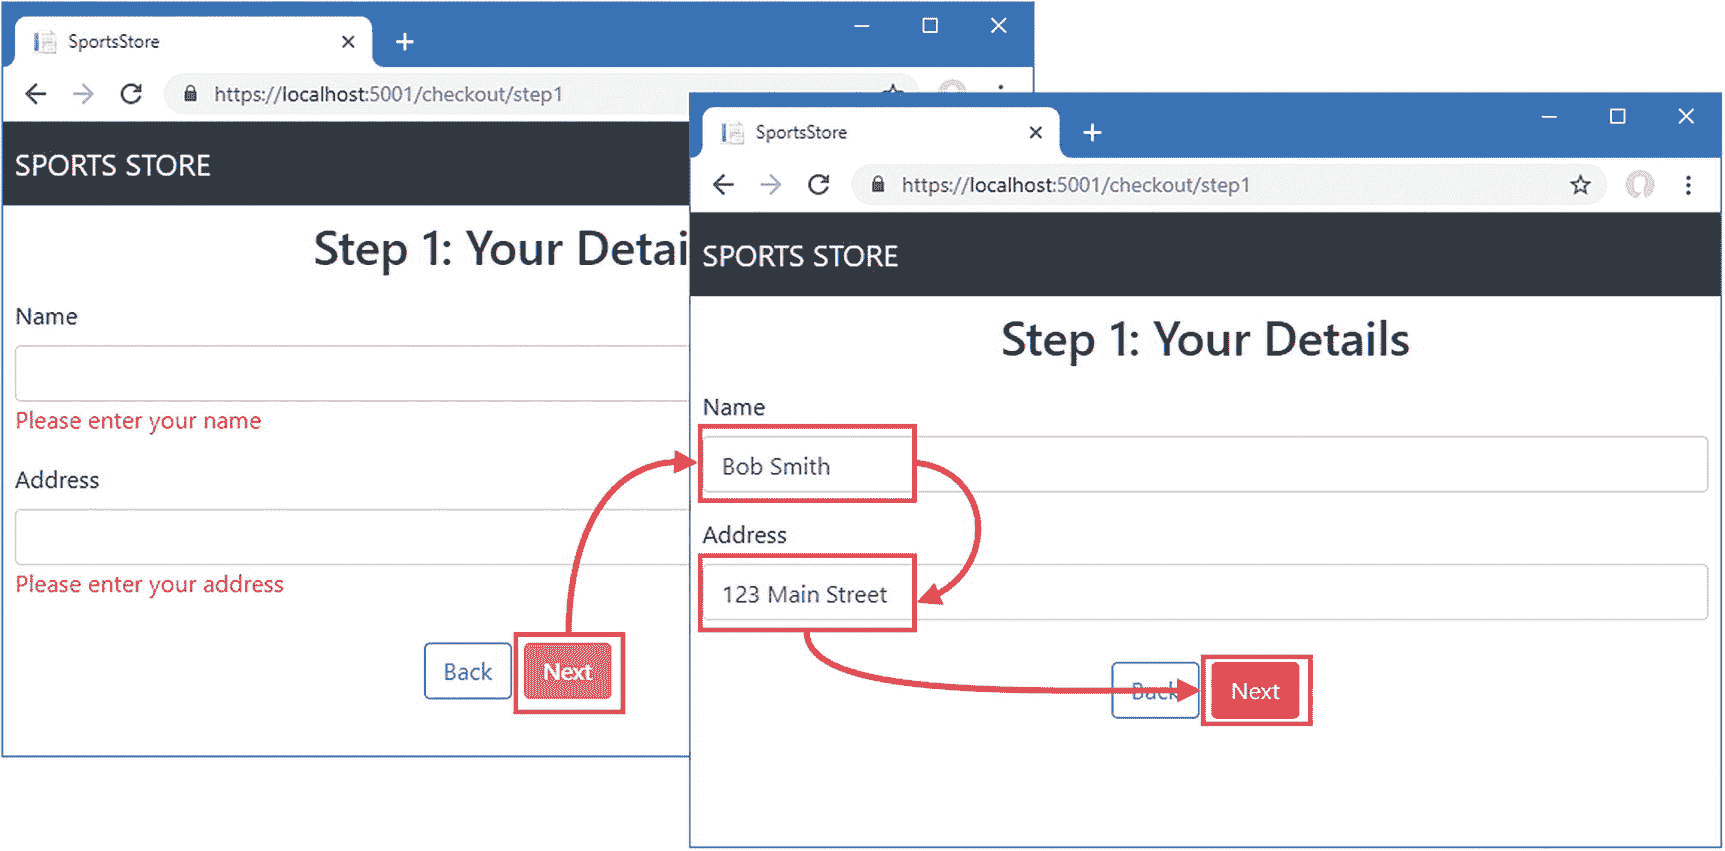 SportsStore
https://localhost:5001/checkout/step1
SPORTS STORE
Step 1: Your Detai
Name
Please enter your name
Address
Please enter your address
Back
Next
SportsStore
https://localhost:5001/checkout/step1
SPORTS STORE
Step 1: Your Details
Name
Bob Smith
Address
123 Main Street
Back
Next